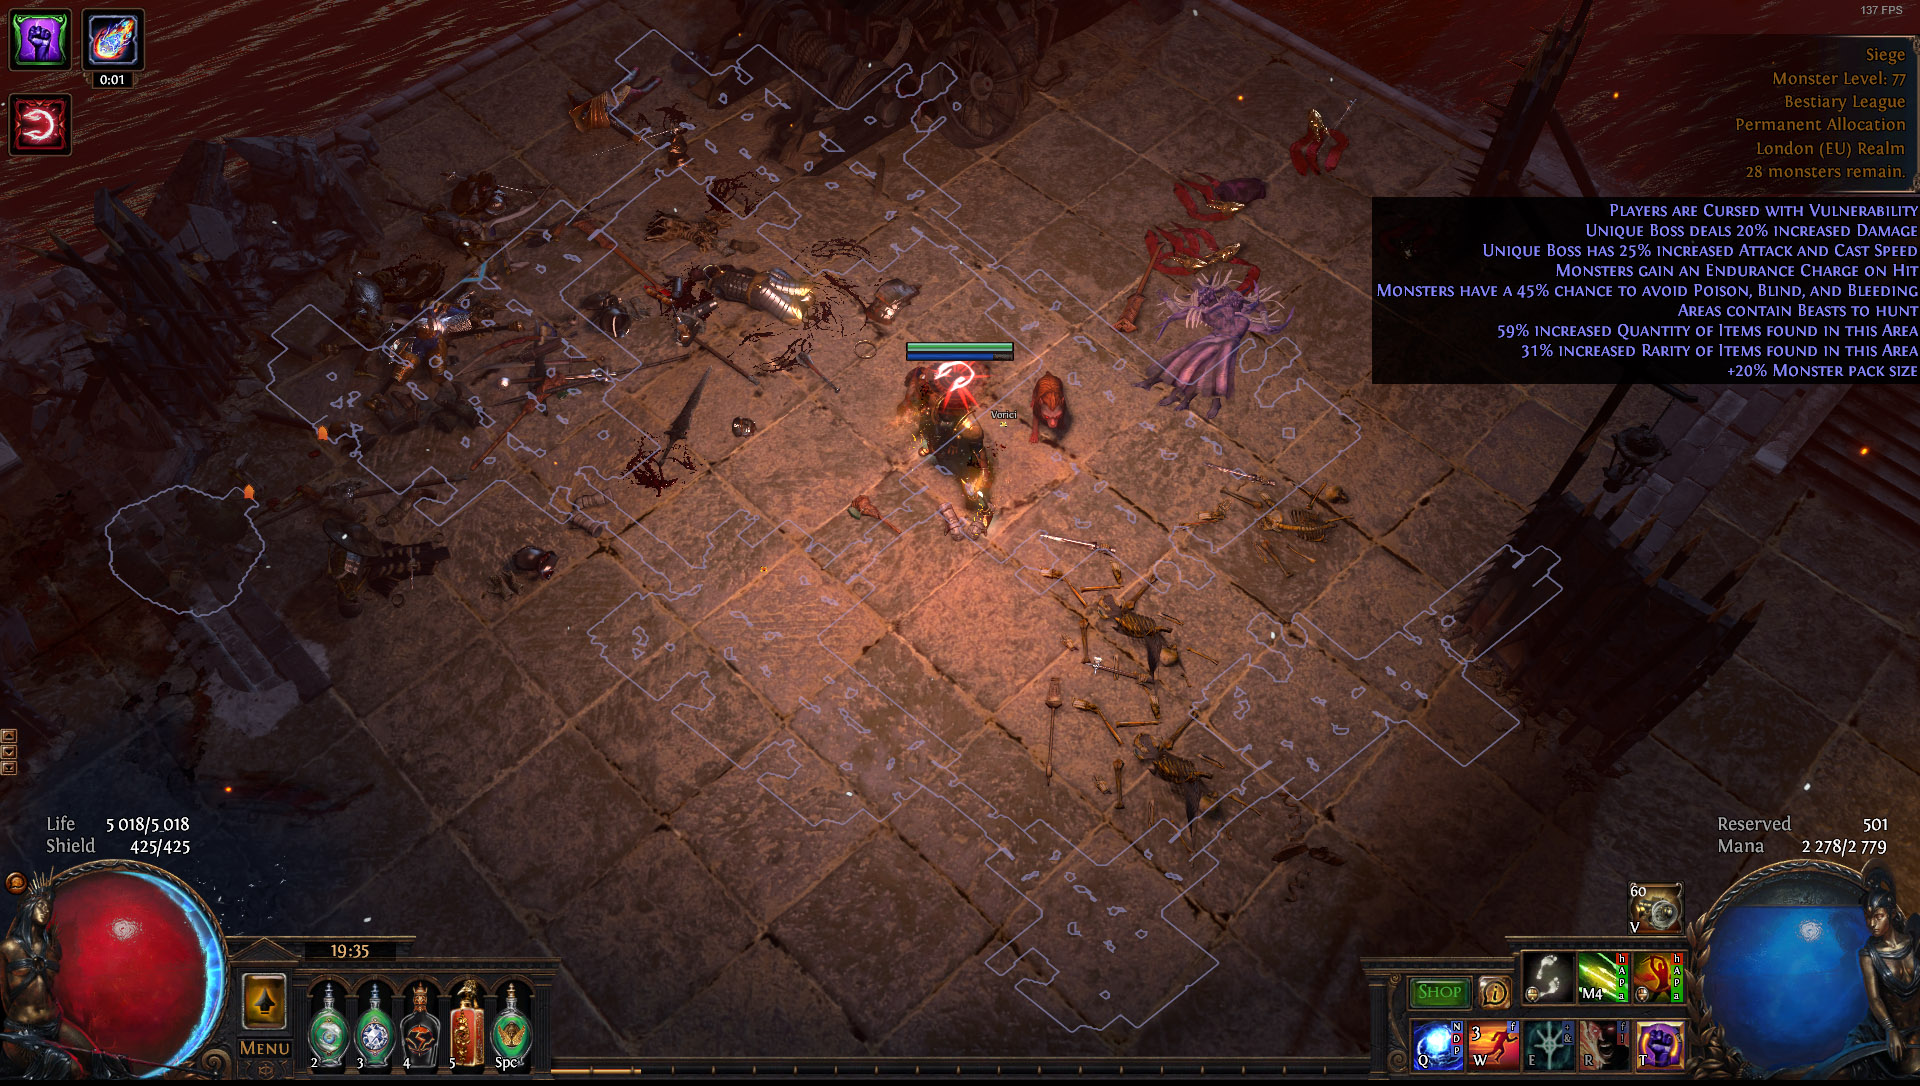 137 FPS
0:01
Siege
Monster Level: 77
Bestiary League
Permanent Allocation
London (EU) Realm
28 monsters remain.
Players are Cursed with Vulnerability
Unique Boss deals 20% increased Damage
Unique Boss has 25% increased Attack and Cast Speed
Monsters gain an Endurance Charge on Hit
Monsters have a 45% chance to avoid Poison, Blind, and Bleeding
Areas contain Beasts to hunt
59% increased Quantity of Items found in this Area
31% increased Rarity of Items found in this Area
+20% Monster pack size
Vorici
Life 5 018/5 018
Shield 425/425
Reserved 501
Mana 2 278/2 779
60
V
19:35
Menu
2 3 4 5 Spc
Shop
M4 h A P a
h A P a
Q N D P
3 W f
E + &
R f !
T